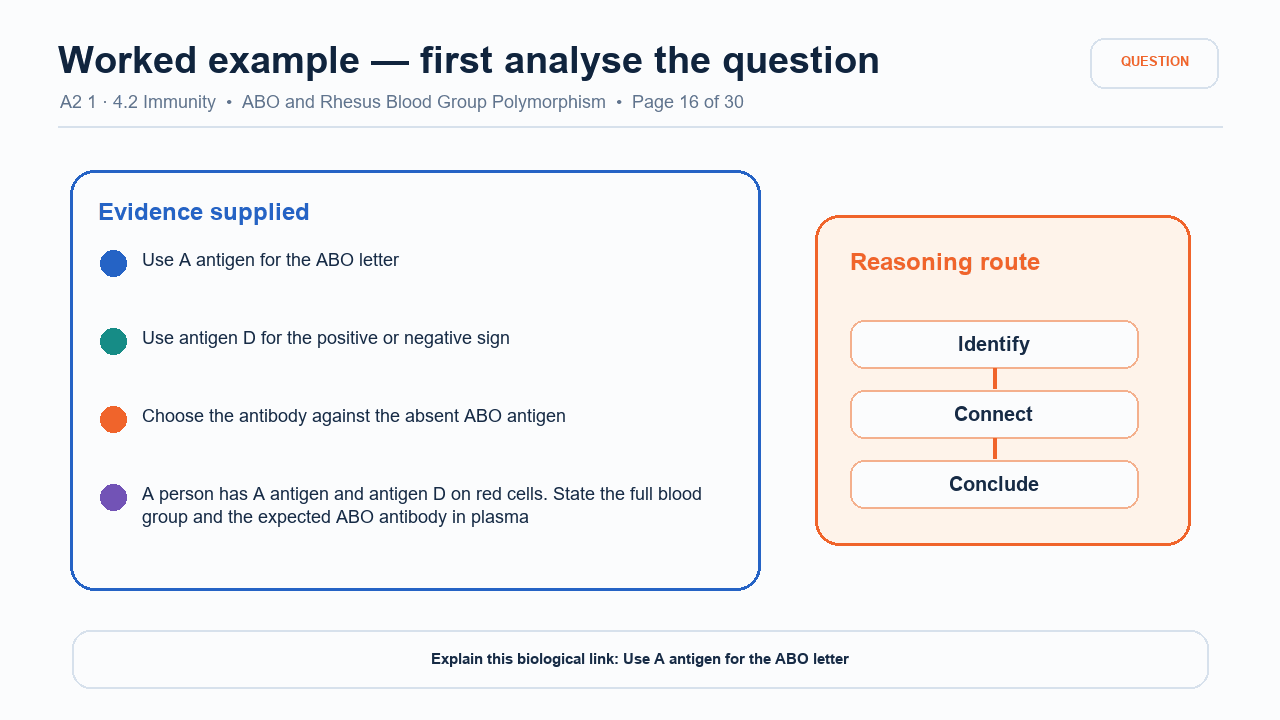 Worked example — first analyse the question
QUESTION
A2 1 · 4.2 Immunity • ABO and Rhesus Blood Group Polymorphism • Page 16 of 30
Evidence supplied
Use A antigen for the ABO letter
Use antigen D for the positive or negative sign
Choose the antibody against the absent ABO antigen
A person has A antigen and antigen D on red cells. State the full blood
group and the expected ABO antibody in plasma
Reasoning route
Identify
Connect
Conclude
Explain this biological link: Use A antigen for the ABO letter